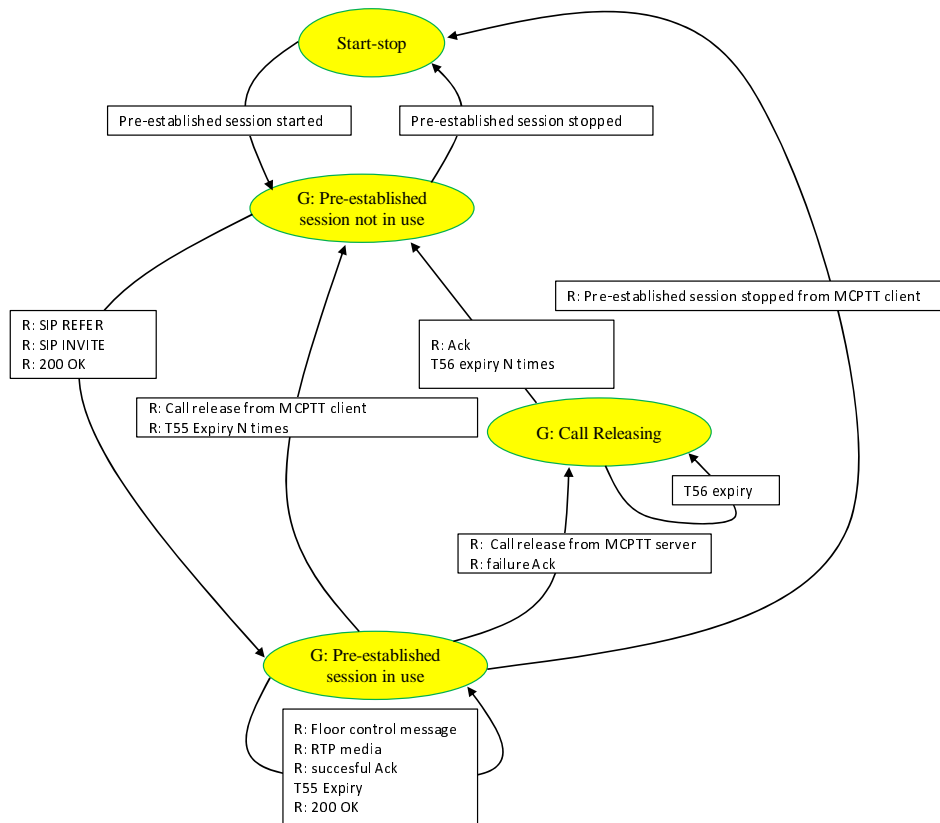 Start-stop
Pre-established session started
Pre-established session stopped
G: Pre-established
session not in use
R: Pre-established session stopped from MCPTT client
R: SIP REFER
R: SIP INVITE
R: 200 OK
R: Ack
T56 expiry N times
R: Call release from MCPTT client
R: T55 Expiry N times
G: Call Releasing
T56 expiry
R: Call release from MCPTT server
R: failure Ack
G: Pre-established
session in use
R: Floor control message
R: RTP media
R: succesful Ack
T55 Expiry
R: 200 OK